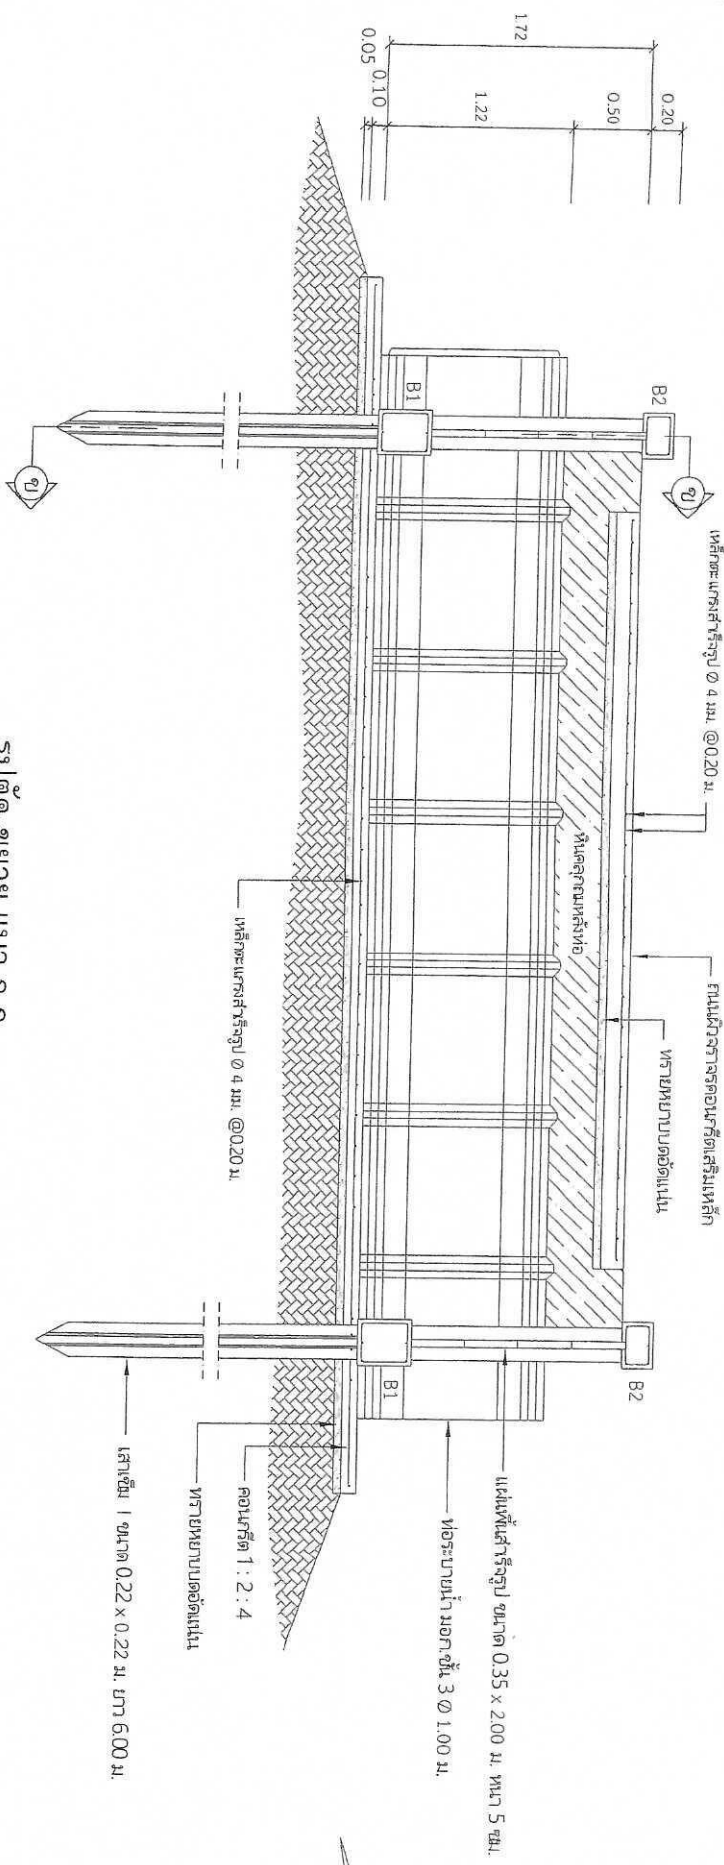 เหล็กตะแกรงสำเร็จรูป Ø 4 มม. @0.20 ม.
ถนนผิวจราจรคอนกรีตเสริมเหล็ก
ทรายหยาบบดอัดแน่น
0.20
0.50
1.72
1.22
0.10
0.05
ข
B2
B2
หินคลุกถมหลังท่อ
แผ่นพื้นสำเร็จรูป ขนาด 0.35 x 2.00 ม. หนา 5 ซม.
ท่อระบายน้ำ มอก.ชั้น 3 Ø 1.00 ม.
B1
B1
คอนกรีต 1 : 2 : 4
ทรายหยาบบดอัดแน่น
เหล็กตะแกรงสำเร็จรูป Ø 4 มม. @0.20 ม.
เสาเข็ม I ขนาด 0.22 x 0.22 ม. ยาว 6.00 ม.
ข